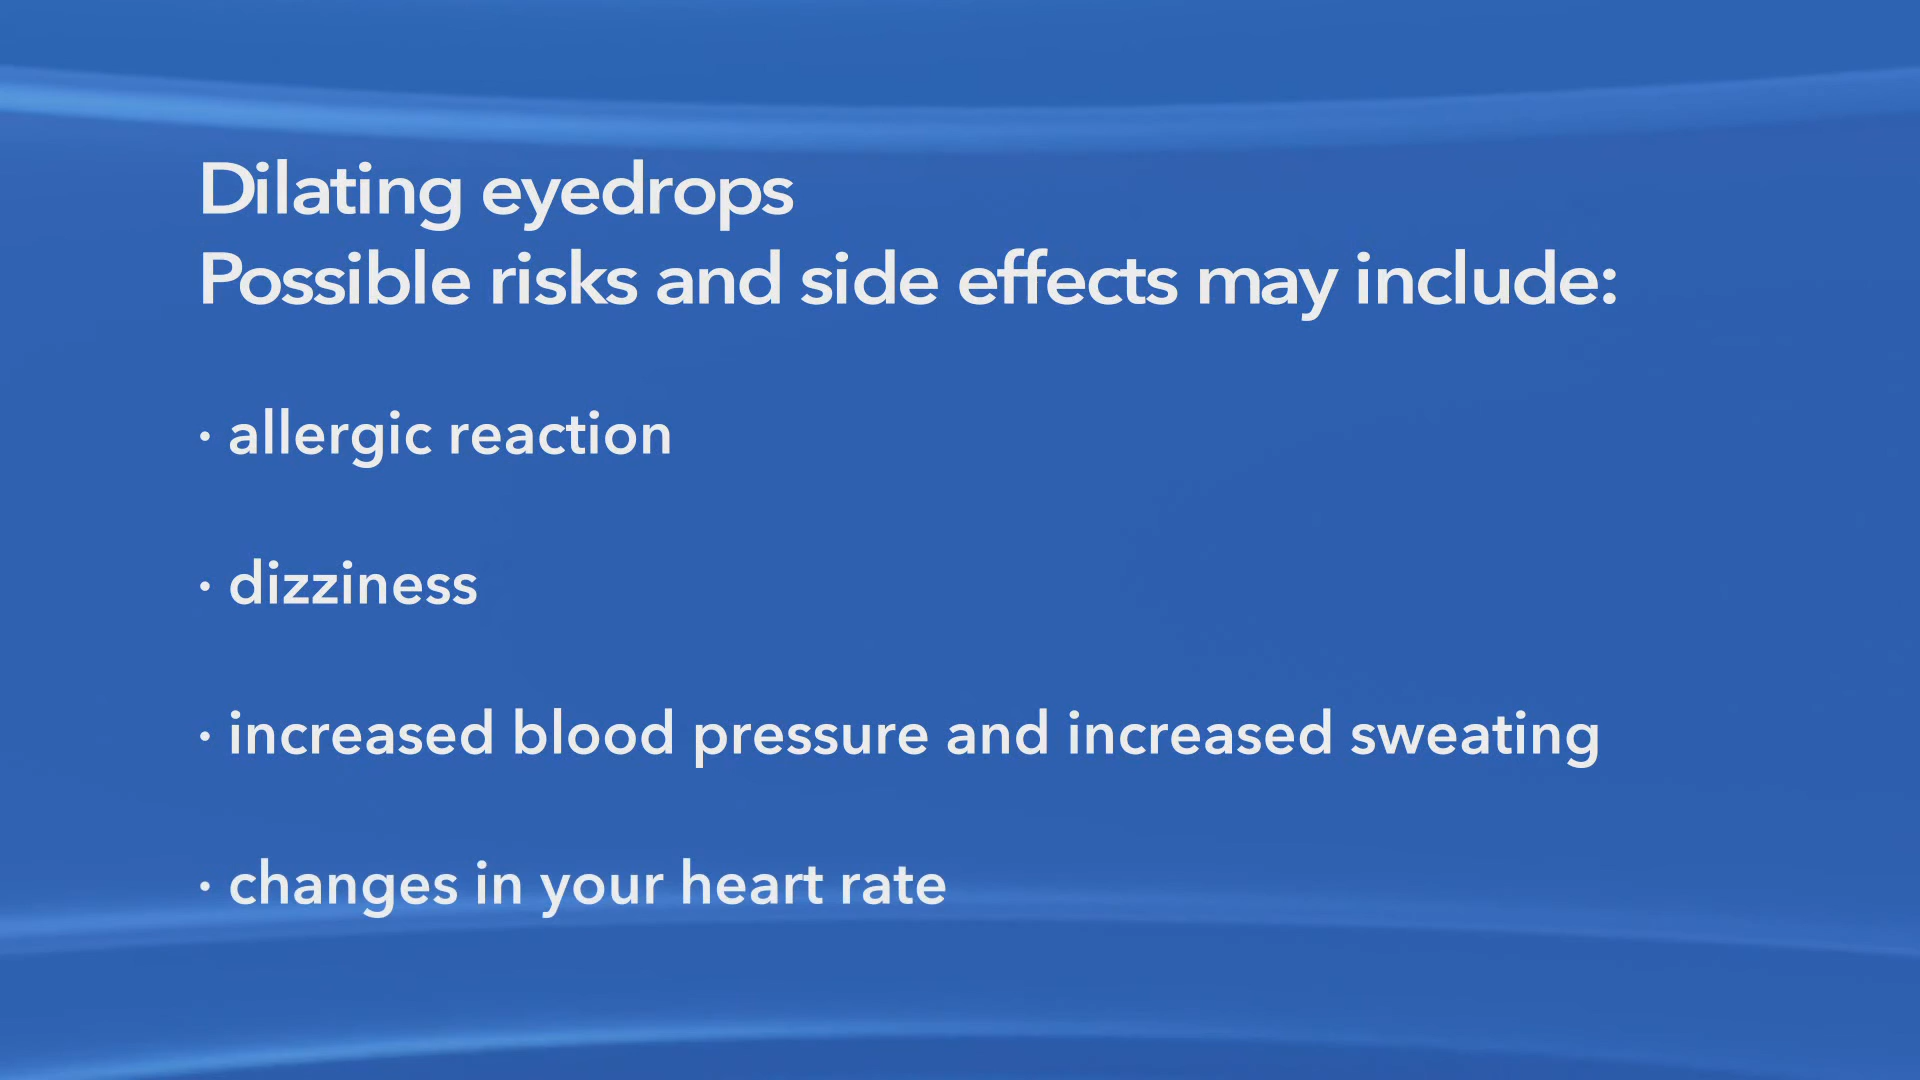 Dilating eyedrops
Possible risks and side effects may include:
· allergic reaction
· dizziness
· increased blood pressure and increased sweating
· changes in your heart rate